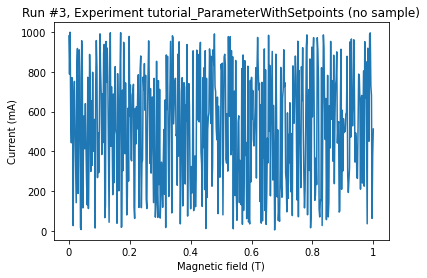 Run #3, Experiment tutorial_ParameterWithSetpoints (no sample)
1000
800
600
400
200
0
Current (mA)
0.0 0.2 0.4 0.6 0.8 1.0
Magnetic field (T)